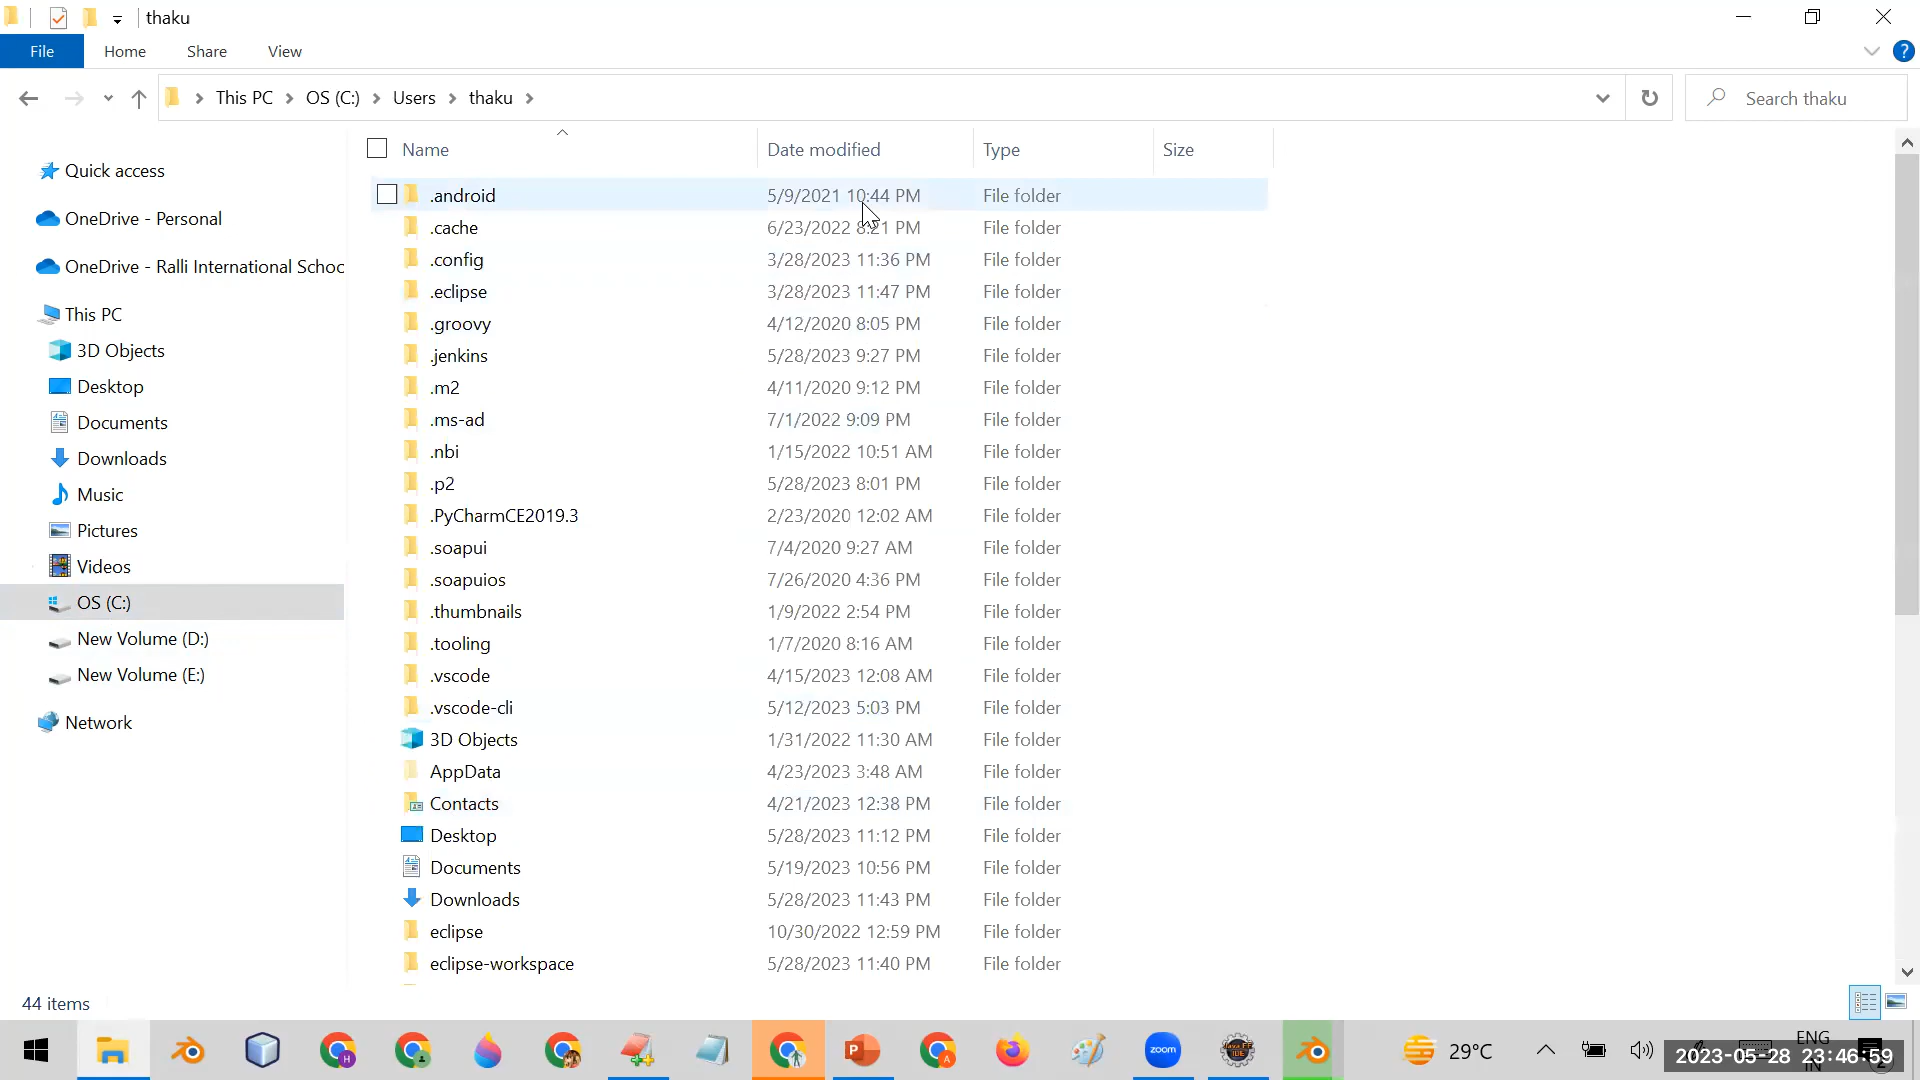 thaku
File Home Share View
This PC OS (C:) Users thaku
Search thaku
Name Date modified Type Size
Quick access
OneDrive - Personal
OneDrive - Ralli International Schoo
This PC
3D Objects
Desktop
Documents
Downloads
Music
Pictures
Videos
OS (C:)
New Volume (D:)
New Volume (E:)
Network
.android 5/9/2021 10:44 PM File folder
.cache 6/23/2022 8:21 PM File folder
.config 3/28/2023 11:36 PM File folder
.eclipse 3/28/2023 11:47 PM File folder
.groovy 4/12/2020 8:05 PM File folder
.jenkins 5/28/2023 9:27 PM File folder
.m2 4/11/2020 9:12 PM File folder
.ms-ad 7/1/2022 9:09 PM File folder
.nbi 1/15/2022 10:51 AM File folder
.p2 5/28/2023 8:01 PM File folder
.PyCharmCE2019.3 2/23/2020 12:02 AM File folder
.soapui 7/4/2020 9:27 AM File folder
.soapuios 7/26/2020 4:36 PM File folder
.thumbnails 1/9/2022 2:54 PM File folder
.tooling 1/7/2020 8:16 AM File folder
.vscode 4/15/2023 12:08 AM File folder
.vscode-cli 5/12/2023 5:03 PM File folder
3D Objects 1/31/2022 11:30 AM File folder
AppData 4/23/2023 3:48 AM File folder
Contacts 4/21/2023 12:38 PM File folder
Desktop 5/28/2023 11:12 PM File folder
Documents 5/19/2023 10:56 PM File folder
Downloads 5/28/2023 11:43 PM File folder
eclipse 10/30/2022 12:59 PM File folder
eclipse-workspace 5/28/2023 11:40 PM File folder
44 items
zoom
29°C
ENG
2023-05-28 23:46:59